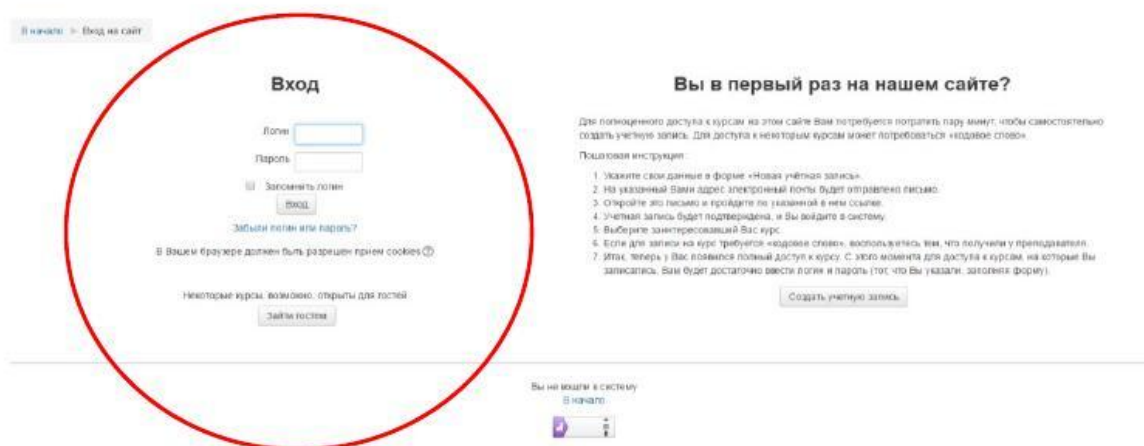 В начало ► Вход на сайт
Вход
Логин
Пароль
Запомнить логин
Вход
Забыли логин или пароль?
В Вашем браузере должен быть разрешен прием cookies
Некоторые курсы, возможно, открыты для гостей
Зайти гостем
Вы в первый раз на нашем сайте?
Для полноценного доступа к курсам на этом сайте Вам потребуется потратить пару минут, чтобы самостоятельно
создать учетную запись. Для доступа к некоторым курсам может потребоваться «кодовое слово».
Пошаговая инструкция:
1. Укажите свои данные в форме «Новая учётная запись».
2. На указанный Вами адрес электронный почты будет отправлено письмо.
3. Откройте это письмо и пройдите по указанной в нем ссылке.
4. Учетная запись будет подтверждена, и Вы войдите в систему.
5. Выберите заинтересовавший Вас курс.
6. Если для записи на курс требуется «кодовое слово», воспользуйтесь тем, что получили у преподавателя.
7. Итак, теперь у Вас появился полный доступ к курсу. С этого момента для доступа к курсам, на которые Вы
записались, Вам будет достаточно ввести логин и пароль (тот, что Вы указали, заполняя форму).
Создать учетную запись
Вы не вошли в систему
В начало